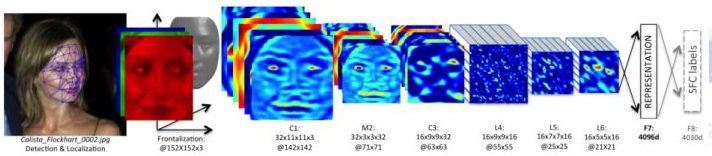 Calista_Flockhart_0002.jpg
Detection & Localization
Frontalization:
@152X152x3
C1:
32x11x11x3
@142x142
M2:
32x3x3x32
@71x71
C3:
16x9x9x32
@63x63
L4:
16x9x9x16
@55x55
L5:
16x7x7x16
@25x25
L6:
16x5x5x16
@21X21
REPRESENTATION
F7:
4096d
SFC labels
F8:
4030d